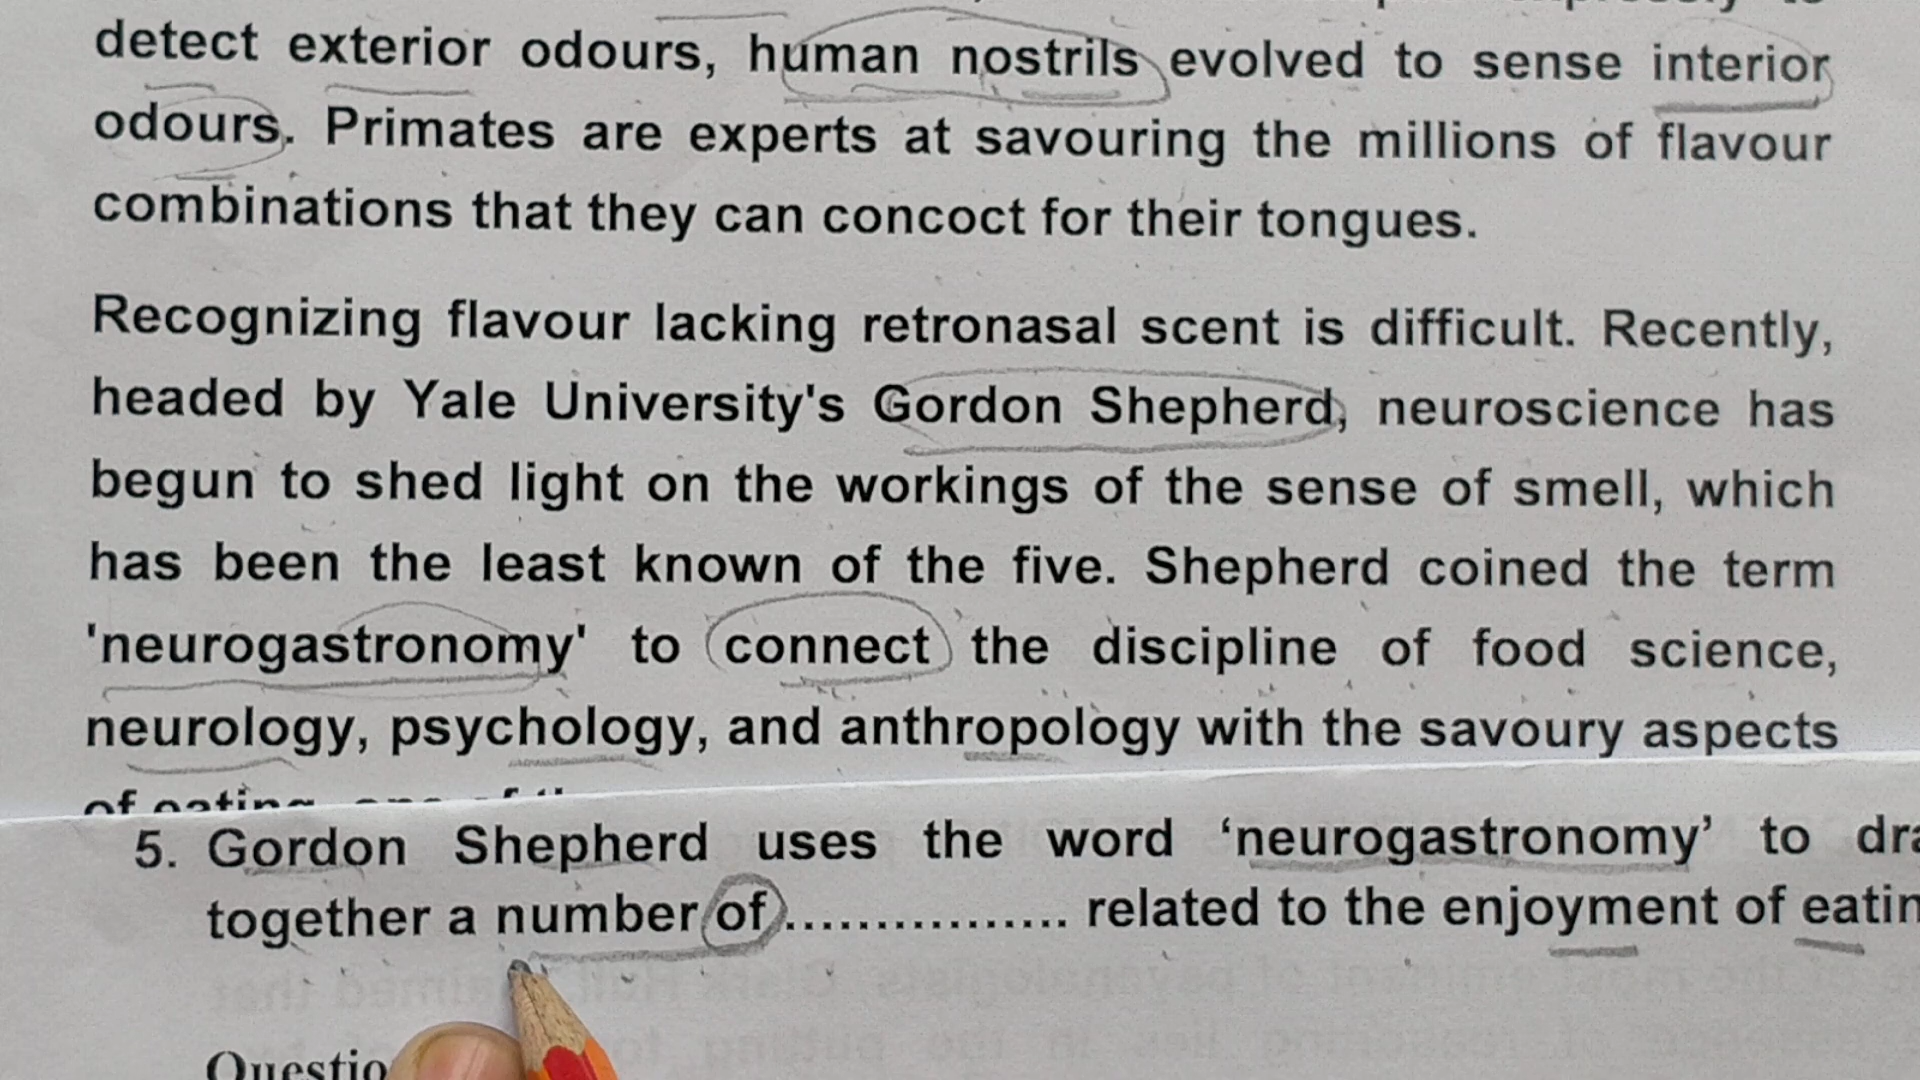 detect exterior odours, human nostrils evolved to sense interior
odours. Primates are experts at savouring the millions of flavour
combinations that they can concoct for their tongues.
Recognizing flavour lacking retronasal scent is difficult. Recently,
headed by Yale University's Gordon Shepherd, neuroscience has
begun to shed light on the workings of the sense of smell, which
has been the least known of the five. Shepherd coined the term
'neurogastronomy' to connect the discipline of food science,
neurology, psychology, and anthropology with the savoury aspects
of eating,
5. Gordon Shepherd uses the word ‘neurogastronomy’ to dra
together a number of ................ related to the enjoyment of eatin
Questio